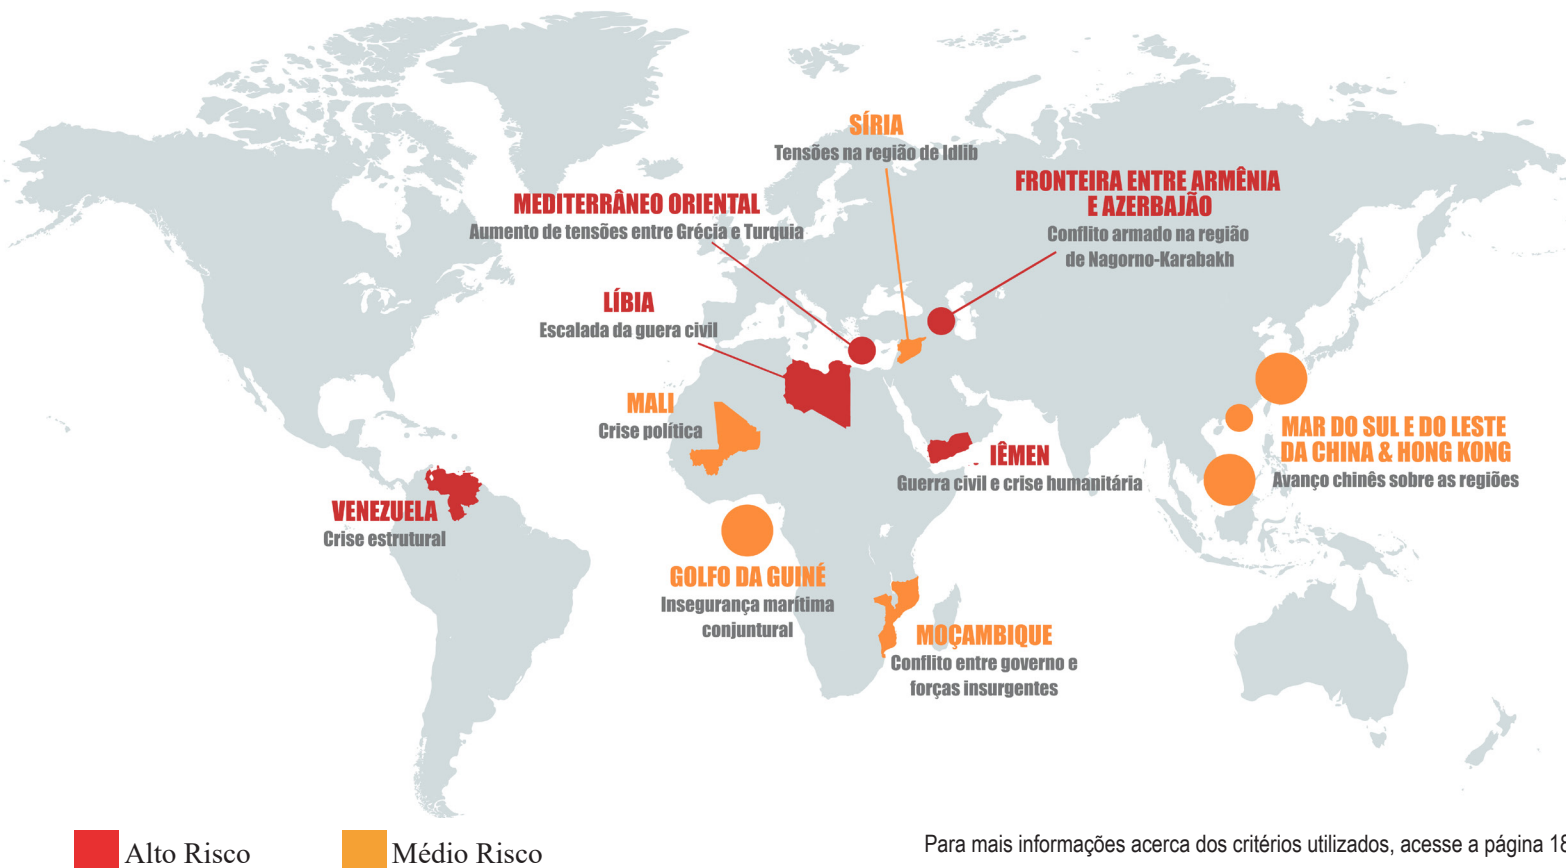 SÍRIA
Tensões na região de Idlib
FRONTEIRA ENTRE ARMÊNIA
E AZERBAJÃO
Conflito armado na região
de Nagorno-Karabakh
MEDITERRÂNEO ORIENTAL
Aumento de tensões entre Grécia e Turquia
LÍBIA
Escalada da guera civil
MALI
Crise política
MAR DO SUL E DO LESTE
DA CHINA & HONG KONG
Avanço chinês sobre as regiões
IÊMEN
Guerra civil e crise humanitária
VENEZUELA
Crise estrutural
GOLFO DA GUINÉ
Insegurança marítima
conjuntural
MOÇAMBIQUE
Conflito entre governo e
forças insurgentes
Alto Risco
Médio Risco
Para mais informações acerca dos critérios utilizados, acesse a página 18